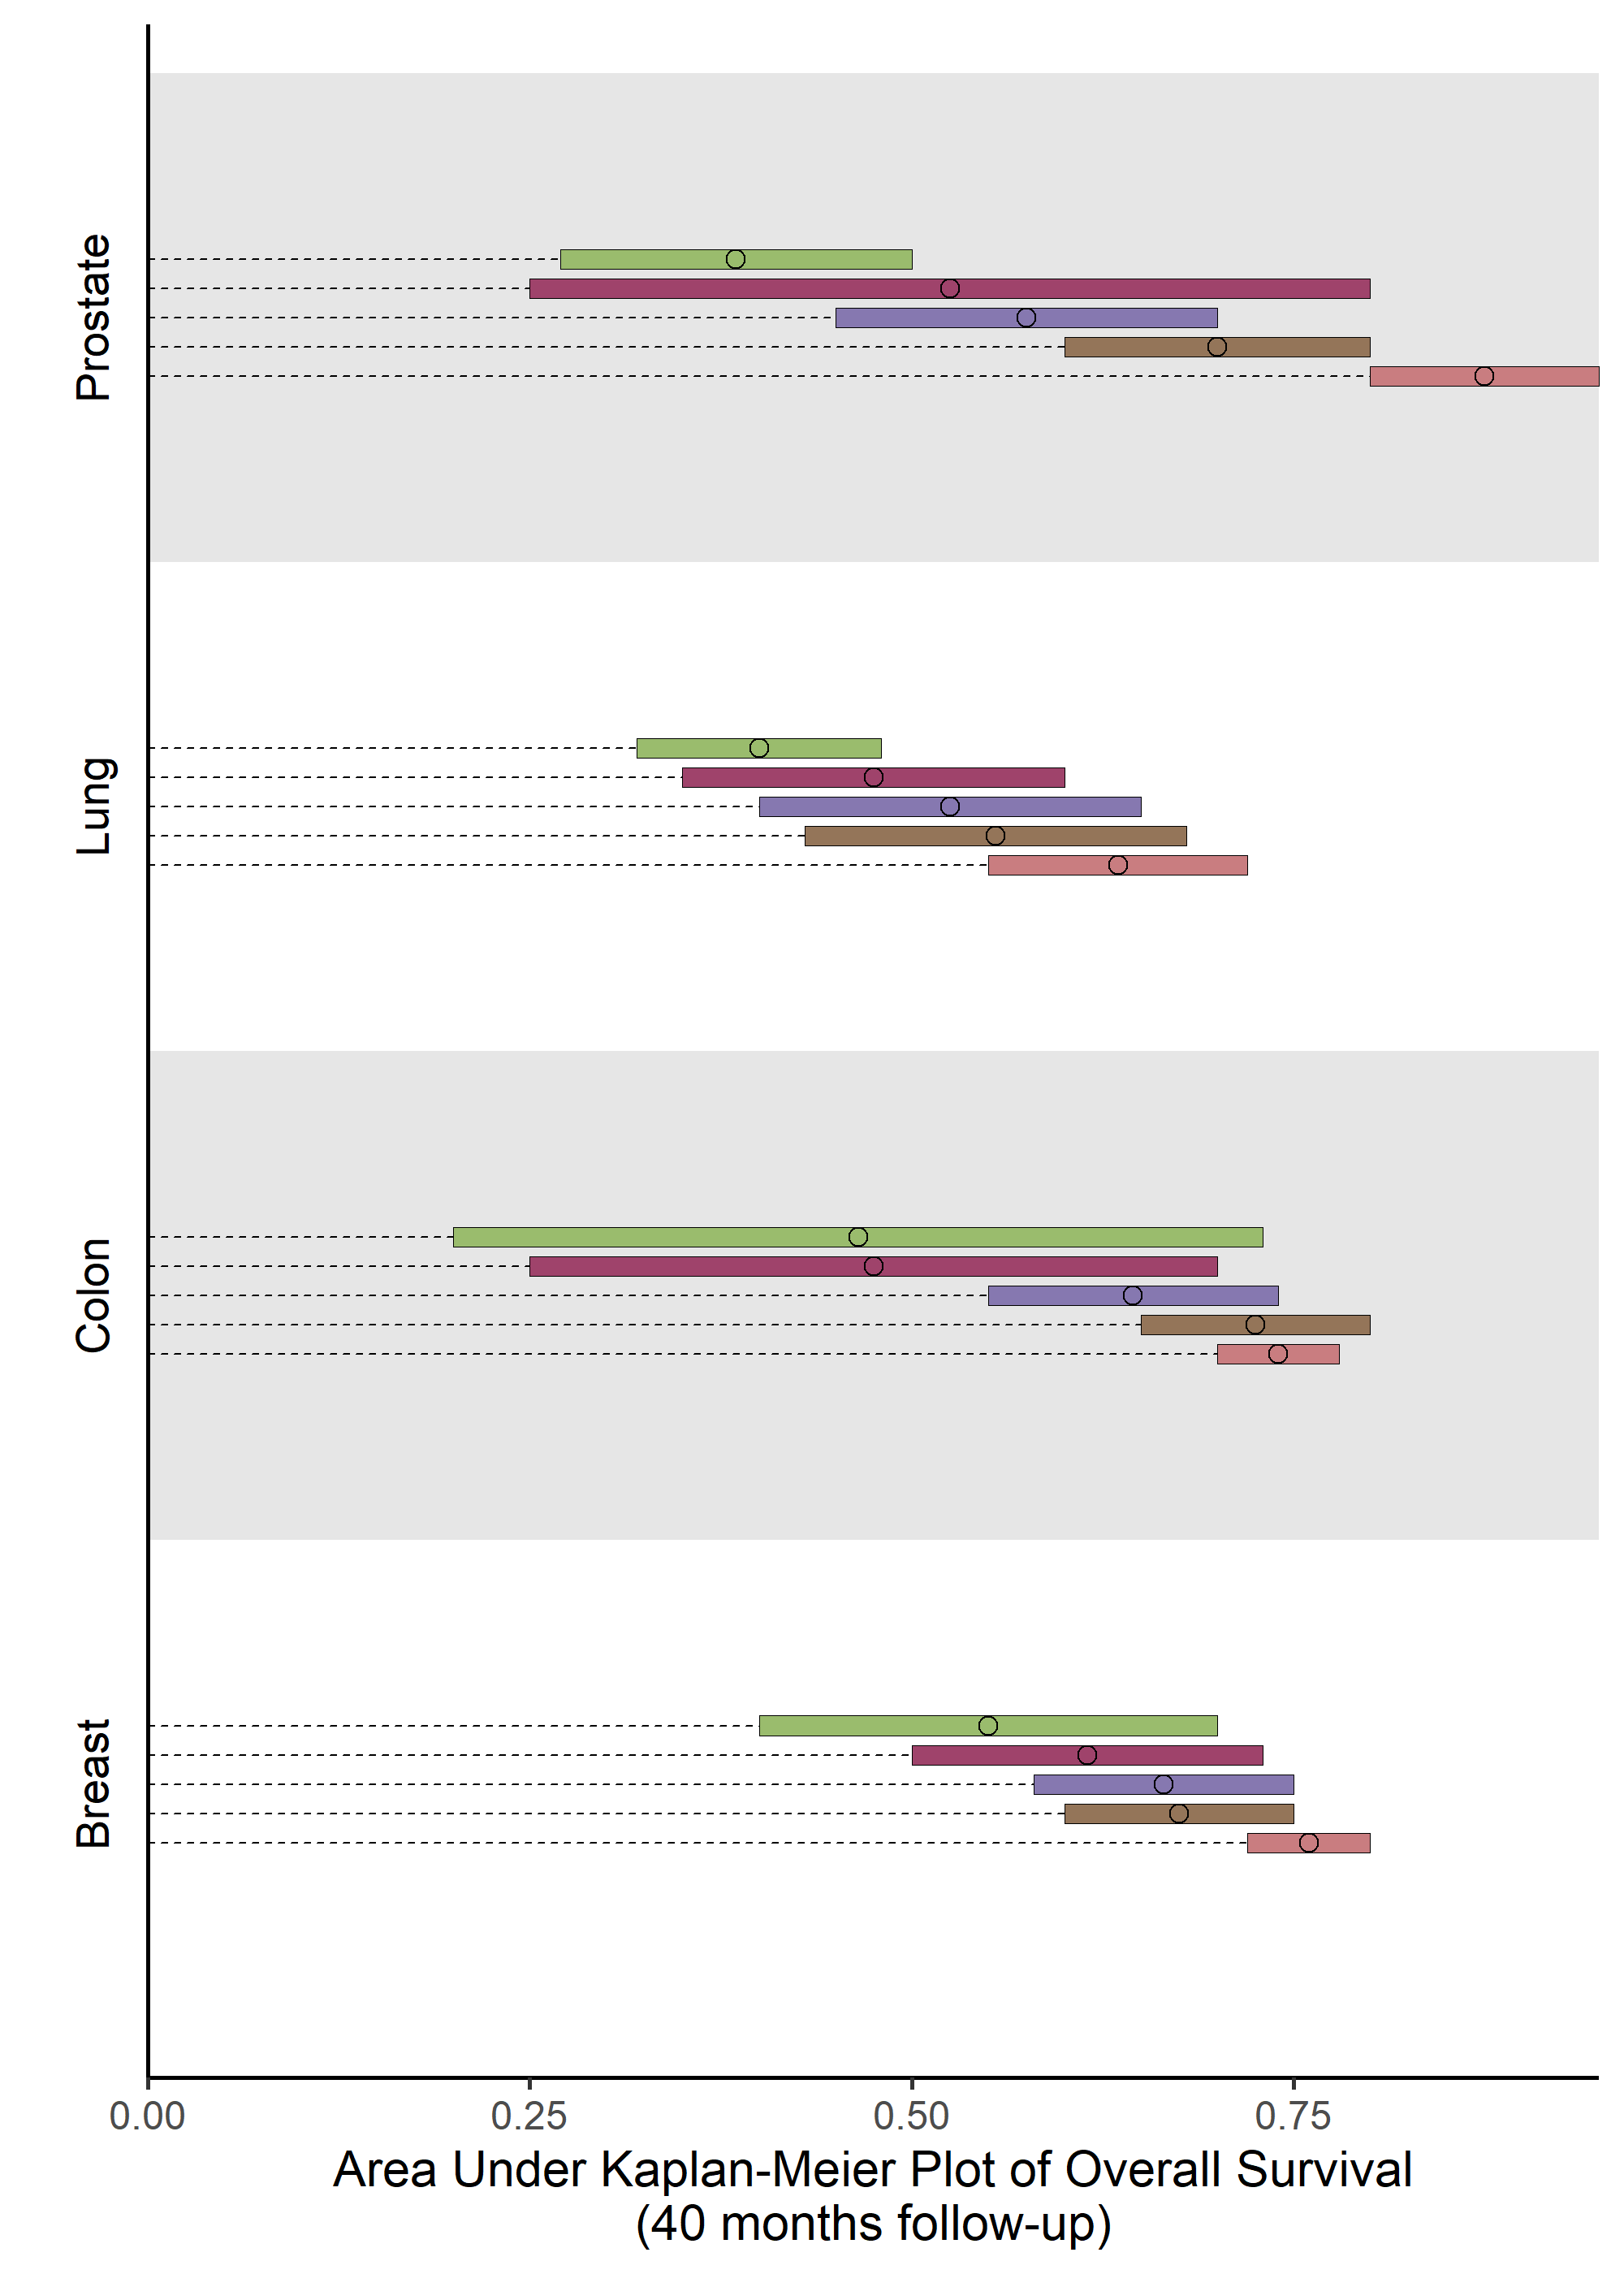 Prostate
Lung
Colon
Breast
0.00 0.25 0.50 0.75
Area Under Kaplan-Meier Plot of Overall Survival
(40 months follow-up)